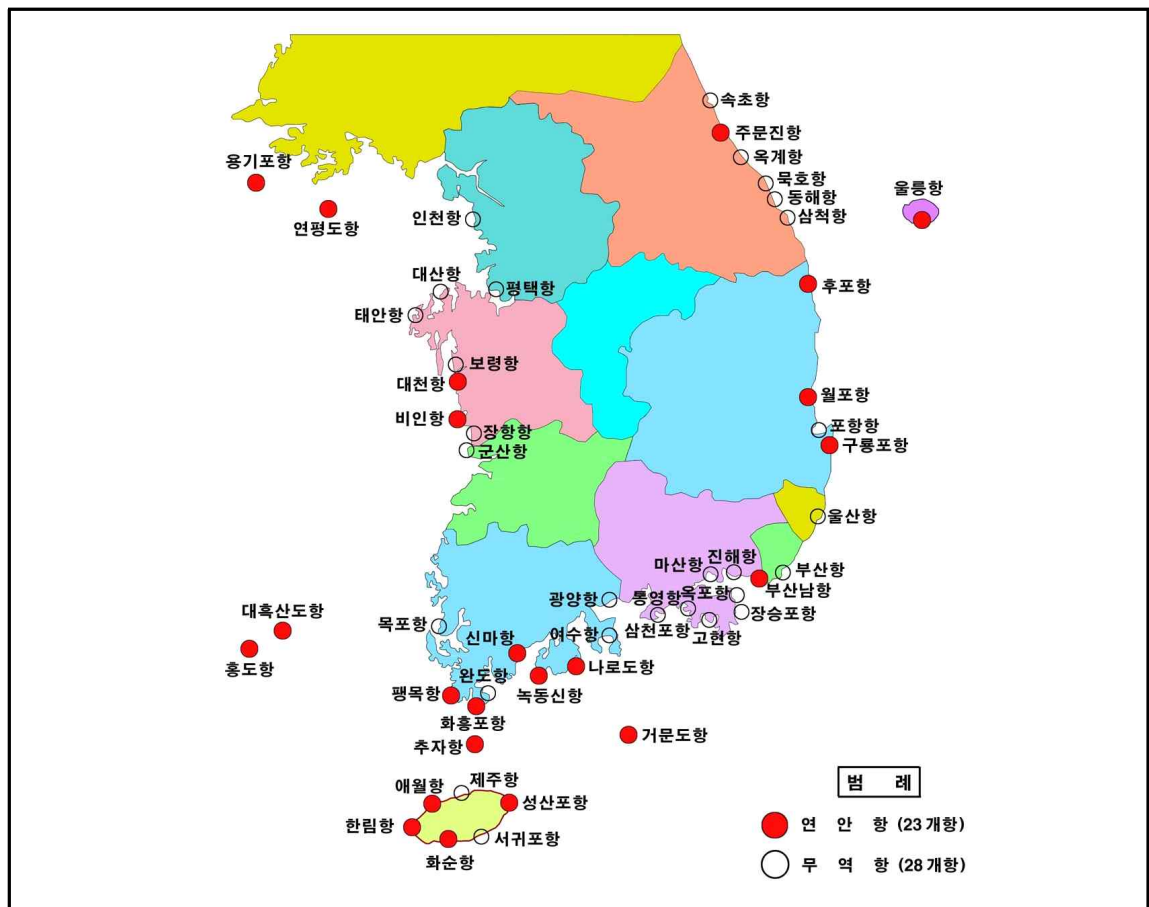 속초항
주문진항
옥계항
묵호항
용기포항
울릉항
동해항
연평도항
인천항
삼척항
대산항
평택항
후포항
태안항
보령항
대천항
월포항
비인항
장항항
포항항
군산항
구룡포항
울산항
진해항
마산항
부산항
부산남항
옥포항
통영항
광양항
장승포항
대흑산도항
목포항
신마항
여수항
삼천포항
고현항
홍도항
나로도항
완도항
녹동신항
팽목항
화흥포항
거문도항
추자항
제주항
애월항
성산포항
한림항
서귀포항
화순항
범 례
연 안 항 (23개항)
무 역 항 (28개항)